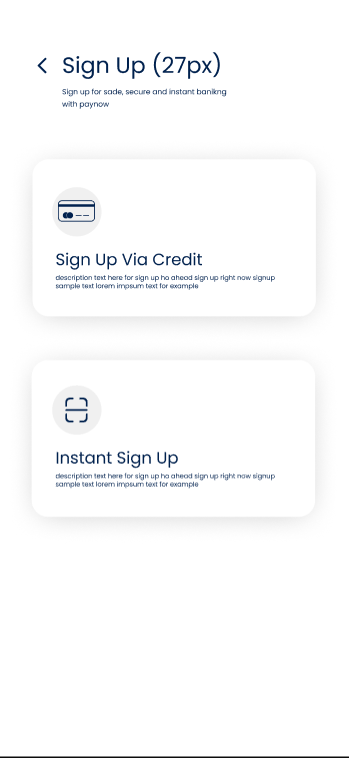 Sign Up (27px)
Sign up for sade, secure and instant banikng
with paynow
Sign Up Via Credit
description text here for sign up ho ahead sign up right now signup
sample text lorem impsum text for example
Instant Sign Up
description text here for sign up ho ahead sign up right now signup
sample text lorem impsum text for example